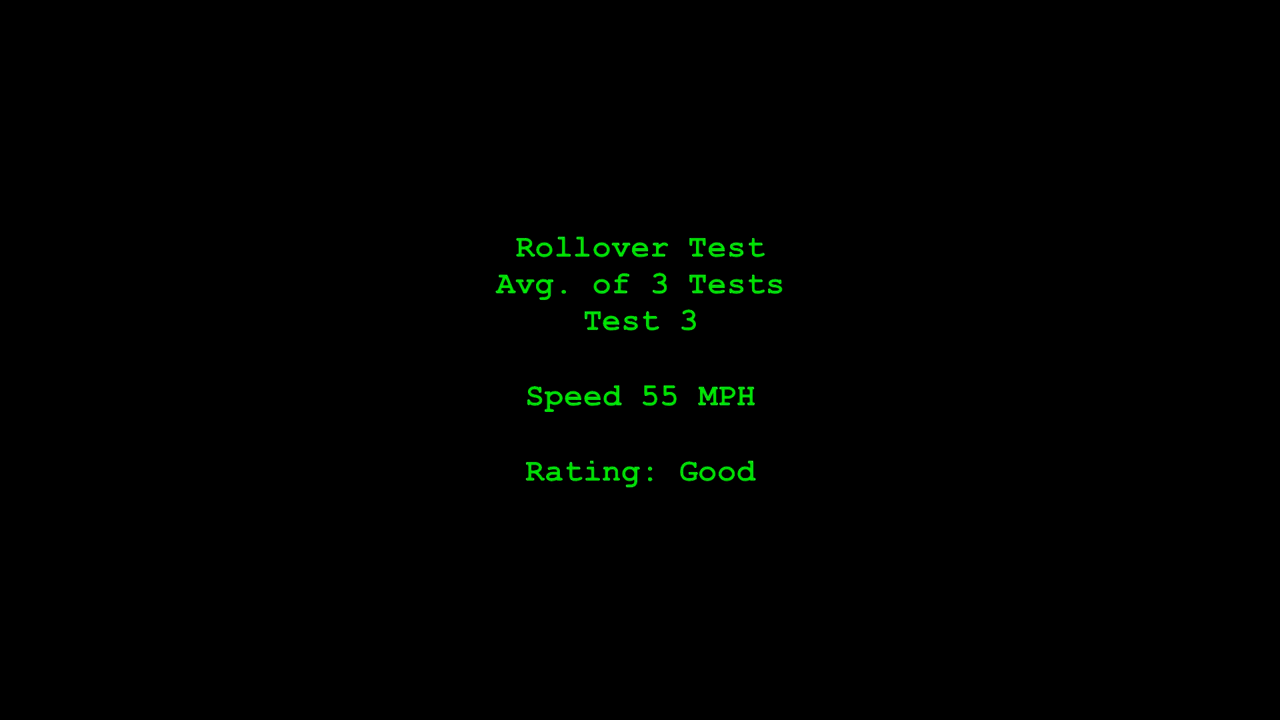 Rollover Test
Avg. of 3 Tests
Test 3
Speed 55 MPH
Rating: Good